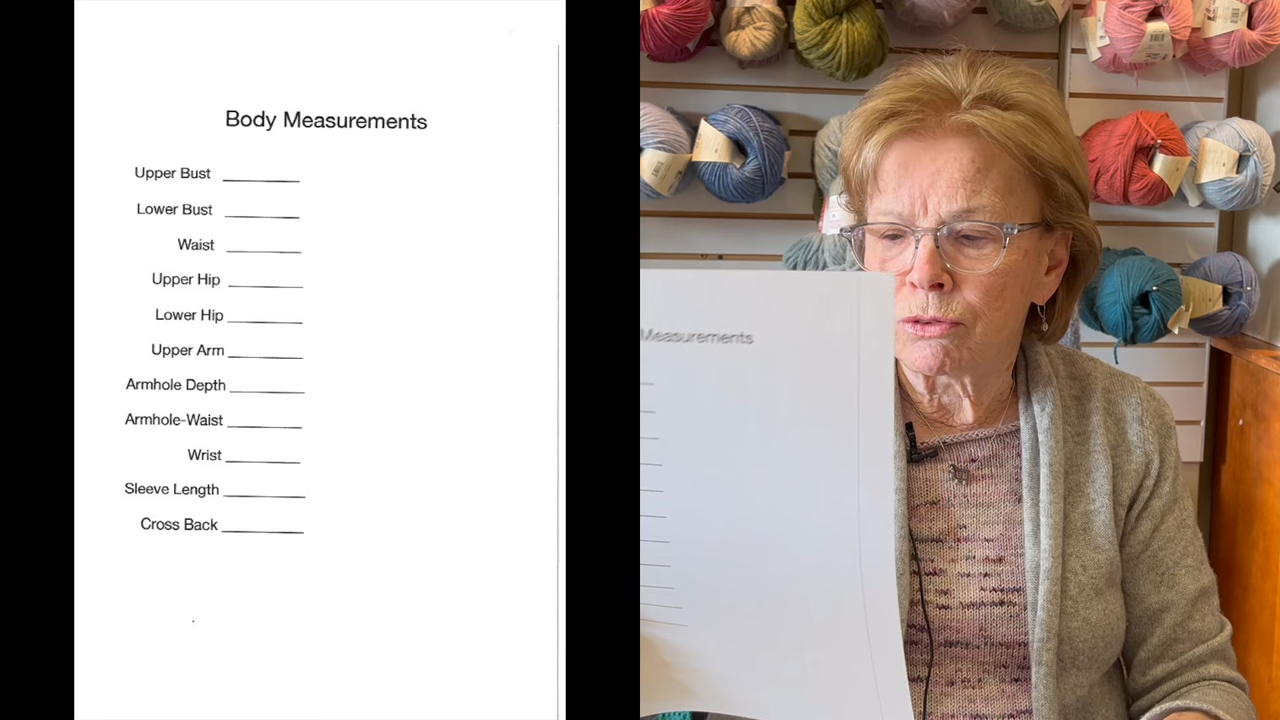 Body Measurements
Upper Bust
Lower Bust
Waist
Upper Hip
Lower Hip
Upper Arm
Armhole Depth
Armhole-Waist
Wrist
Sleeve Length
Cross Back
Measurements